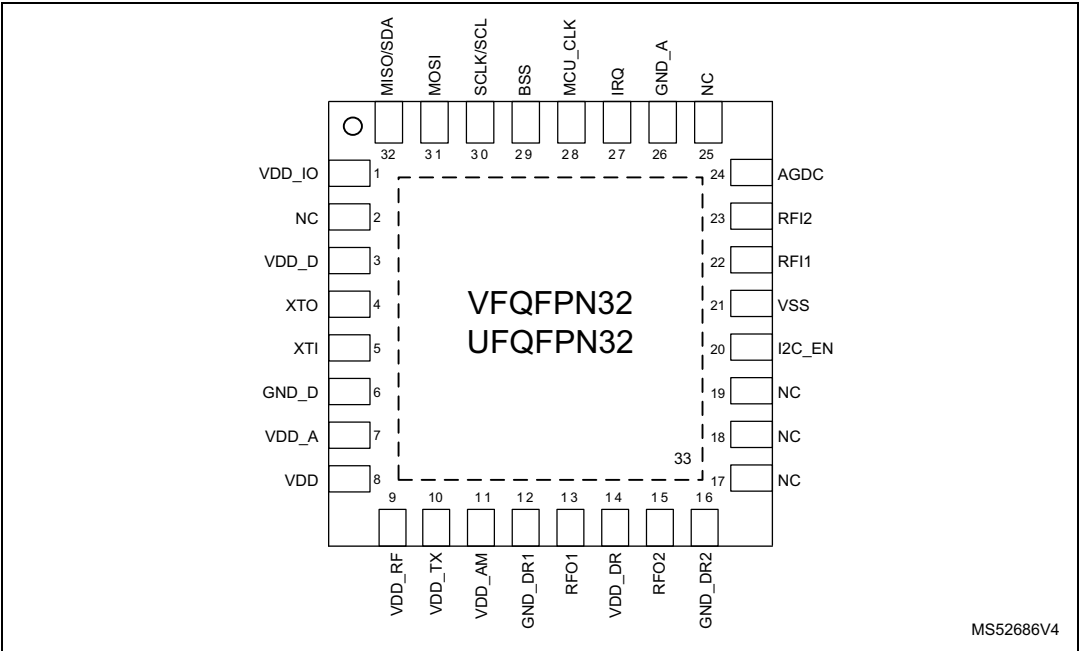 MISO/SDA
MOSI
SCLK/SCL
BSS
MCU_CLK
IRQ
GND_A
NC
32 31 30 29 28 27 26 25
VDD_IO 1
NC 2
VDD_D 3
XTO 4
XTI 5
GND_D 6
VDD_A 7
VDD 8
VFQFPN32
UFQFPN32
24 AGDC
23 RFI2
22 RFI1
21 VSS
20 I2C_EN
19 NC
18 NC
17 NC
33
9 10 11 12 13 14 15 16
VDD_RF
VDD_TX
VDD_AM
GND_DR1
RFO1
VDD_DR
RFO2
GND_DR2
MS52686V4